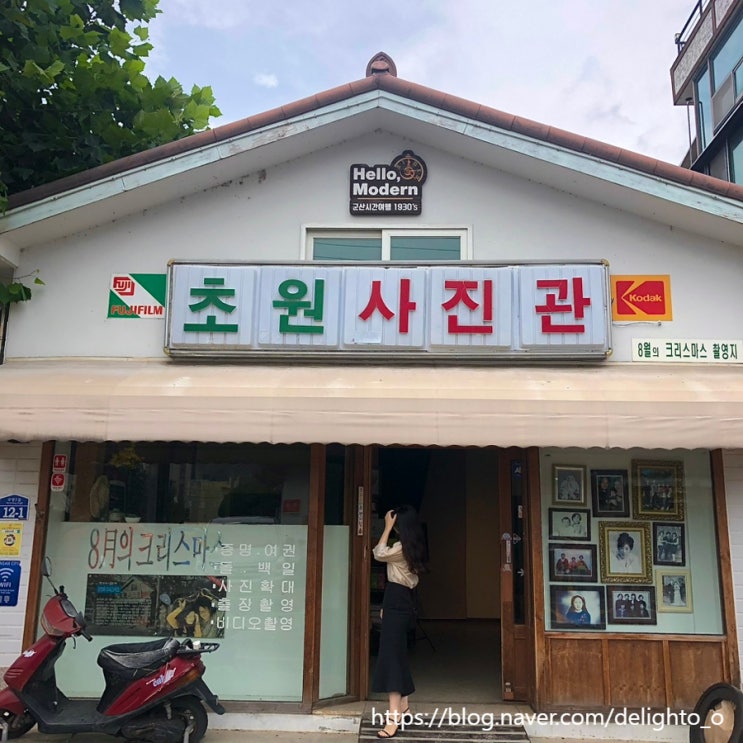 Hello,
Modern
군산시간여행 1930's
FUJI
FUJIFILM
초원사진관
Kodak
8월의 크리스마스 촬영지
12-1
WiFi
8월의크리스마스
증명.여권
돌.백일
사진확대
출장촬영
비디오촬영
https://blog.naver.com/delighto_o